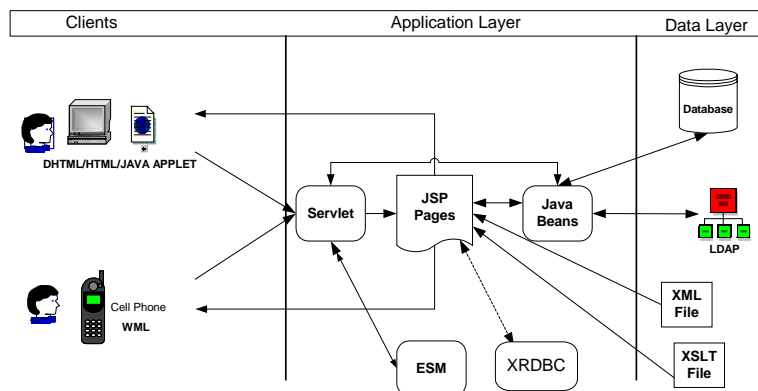 Clients
Application Layer
Data Layer
Database
DHTML/HTML/JAVA APPLET
Servlet
JSP
Pages
Java
Beans
LDAP
Cell Phone
WML
XML
File
ESM
XRDBC
XSLT
File